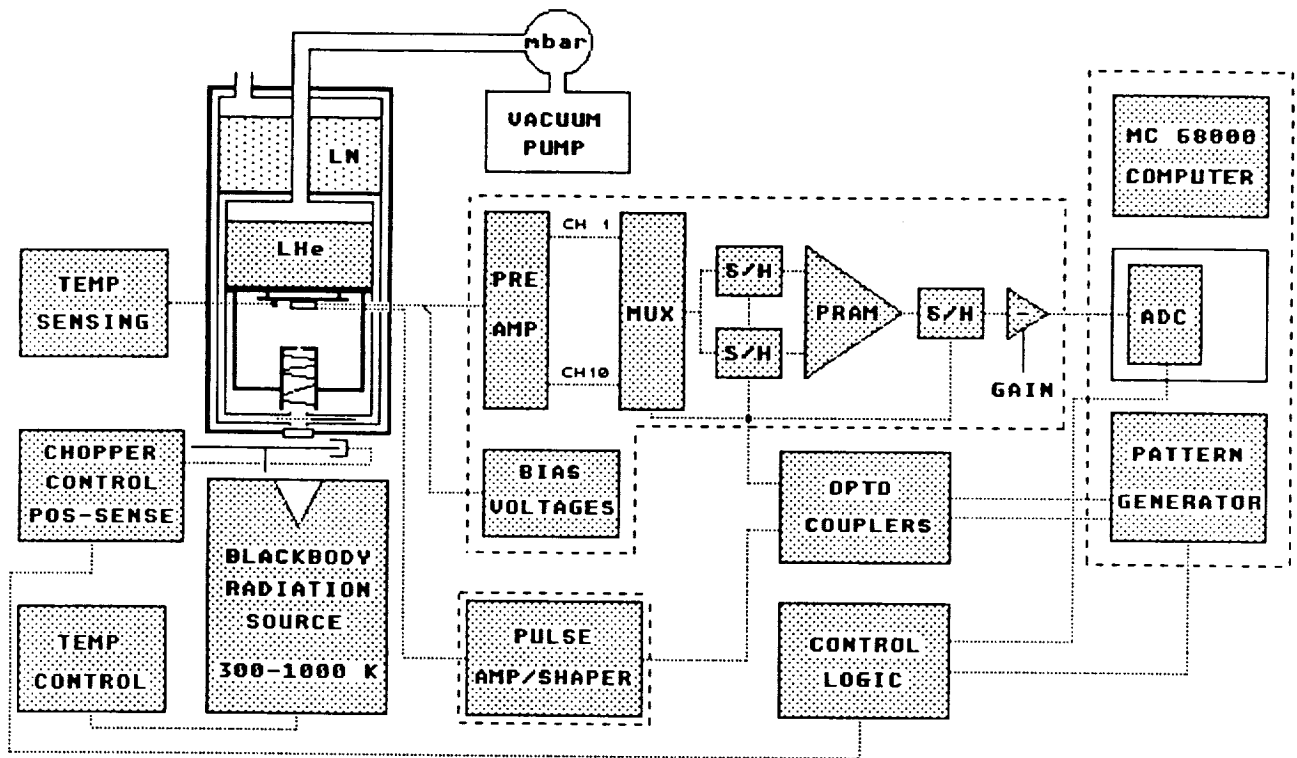 mbar
VACUUM
PUMP
LN
LHe
TEMP
SENSING
PRE
AMP
CH 1
CH10
MUX
S/H
S/H
PRAM
S/H
−
GAIN
MC 68000
COMPUTER
ADC
CHOPPER
CONTROL
POS-SENSE
BIAS
VOLTAGES
OPTO
COUPLERS
PATTERN
GENERATOR
BLACKBODY
RADIATION
SOURCE
300-1000 K
TEMP
CONTROL
PULSE
AMP/SHAPER
CONTROL
LOGIC